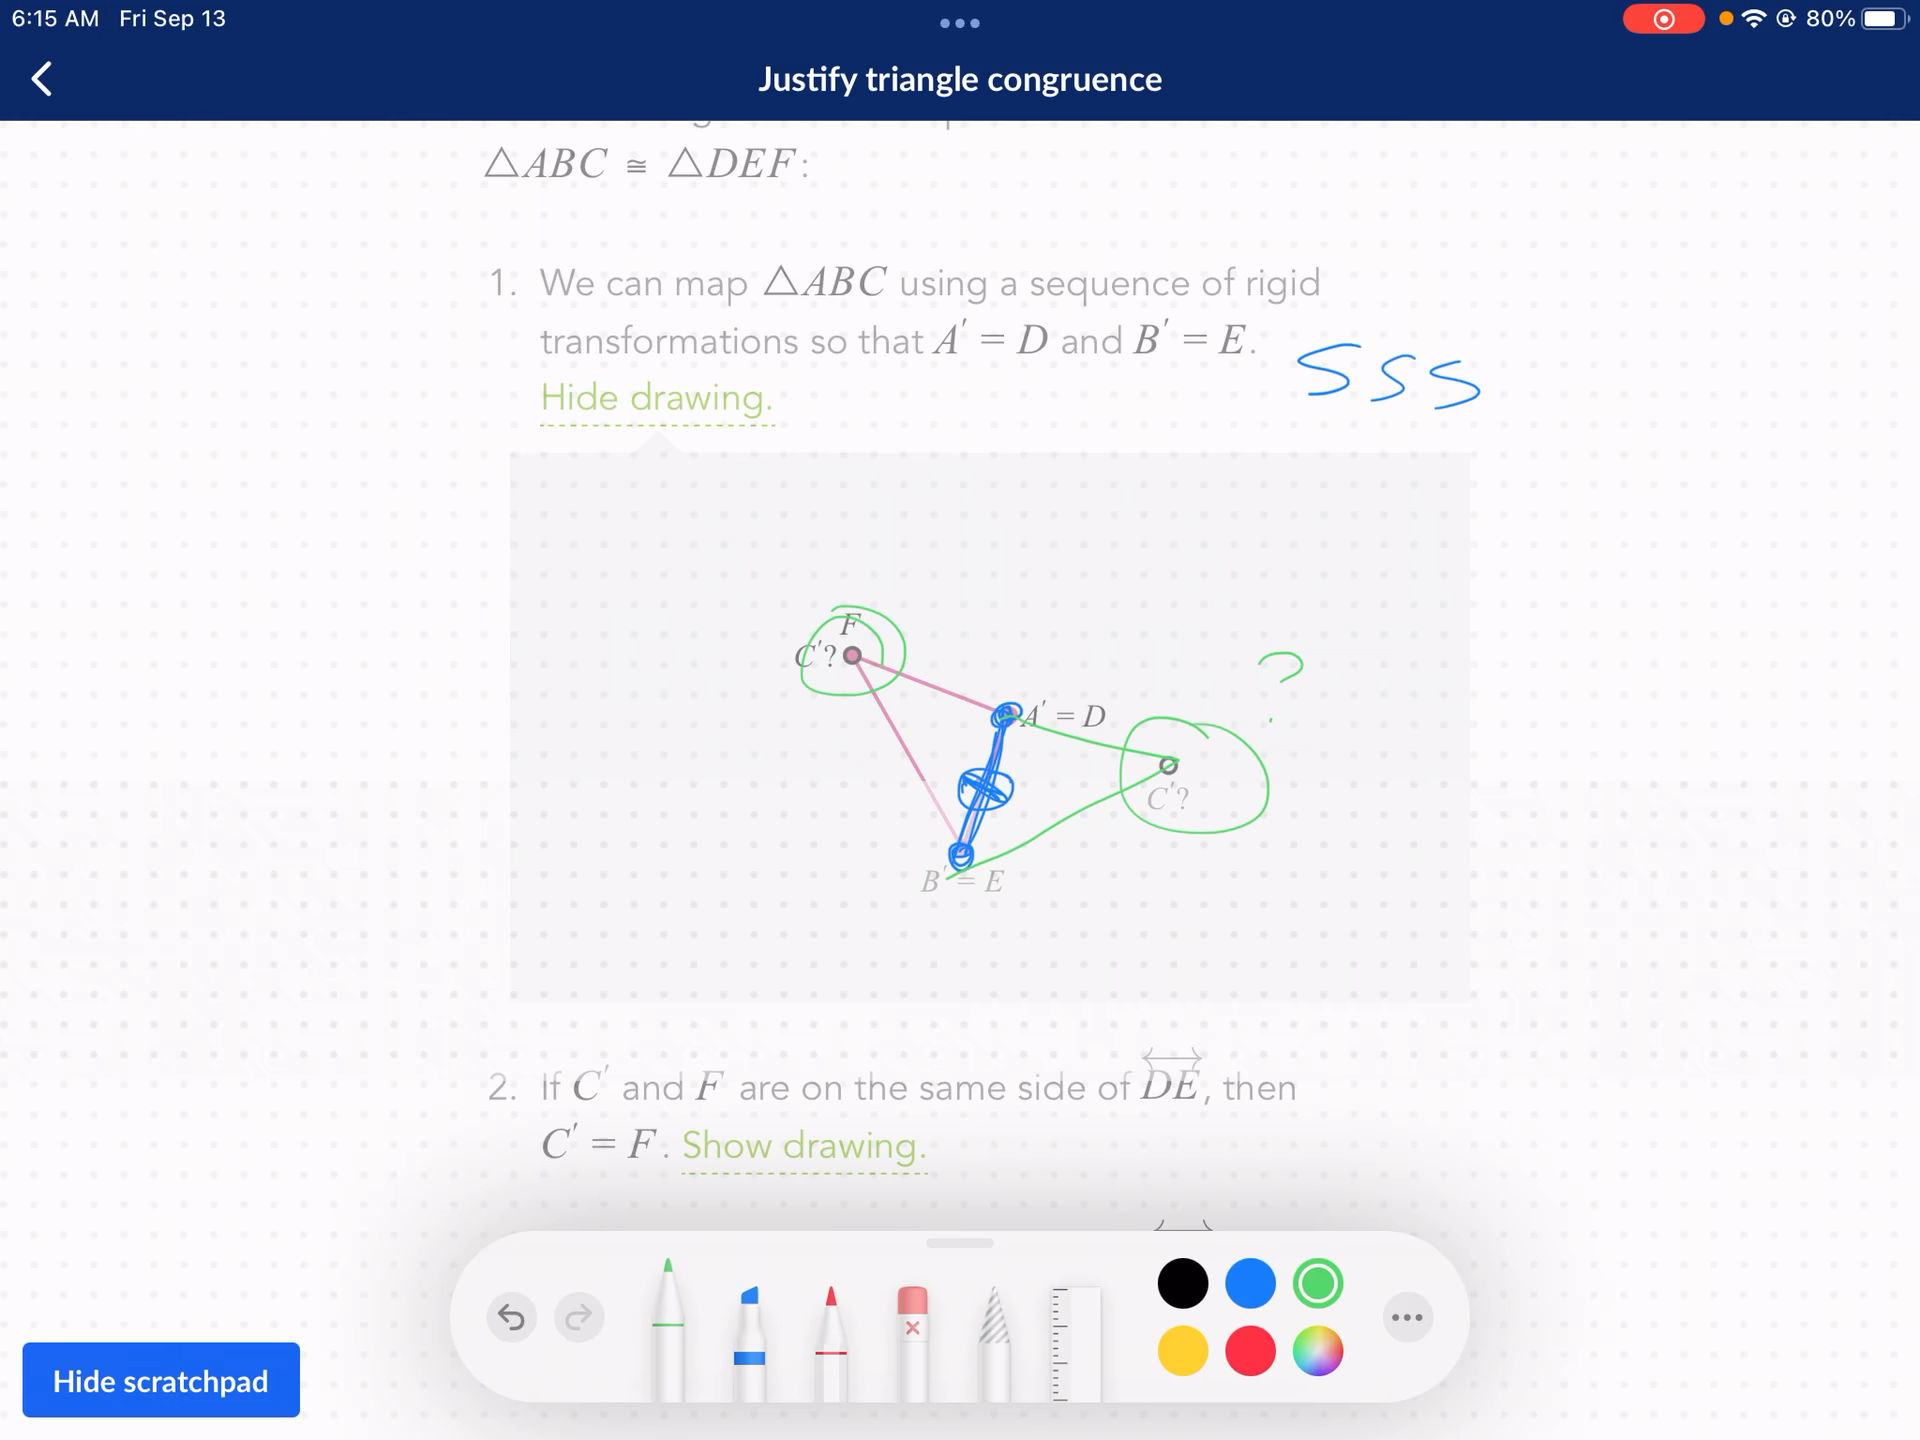 6:15 AM Fri Sep 13
80%
Justify triangle congruence
△ABC ≅ △DEF:
1. We can map △ABC using a sequence of rigid
transformations so that A′ = D and B′ = E.
SSS
Hide drawing.
F
C′?
?
A′ = D
C′?
B′ = E
2. If C′ and F are on the same side of DE, then
C′ = F. Show drawing.
Hide scratchpad